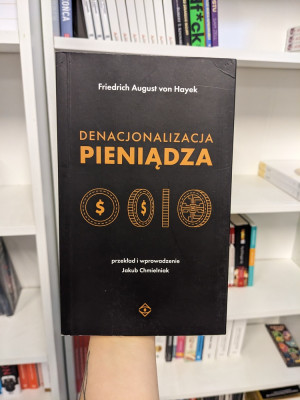 Friedrich August von Hayek
DENACJONALIZACJA
PIENIĄDZA
$
$
przekład i wprowadzenie
Jakub Chmielniak